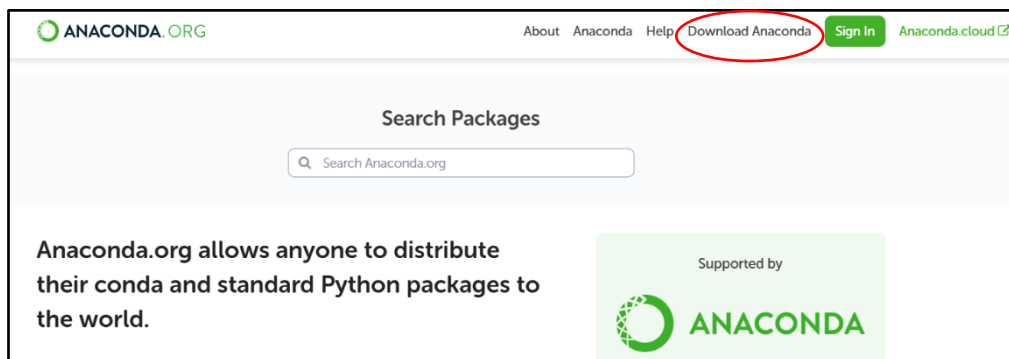 ANACONDA.ORG
About Anaconda Help Download Anaconda Sign In Anaconda.cloud
Search Packages
Search Anaconda.org
Anaconda.org allows anyone to distribute
their conda and standard Python packages to
the world.
Supported by
ANACONDA